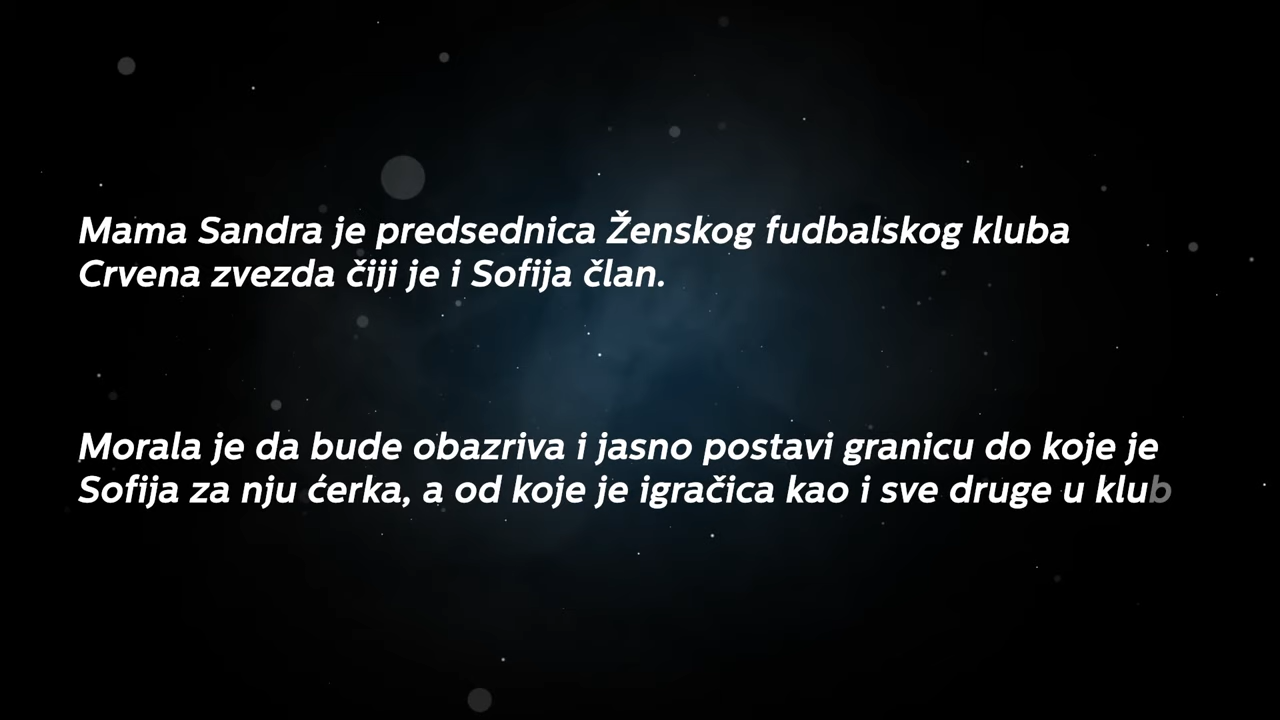 Mama Sandra je predsednica Ženskog fudbalskog kluba
Crvena zvezda čiji je i Sofija član.
Morala je da bude obazriva i jasno postavi granicu do koje je
Sofija za nju ćerka, a od koje je igračica kao i sve druge u klub